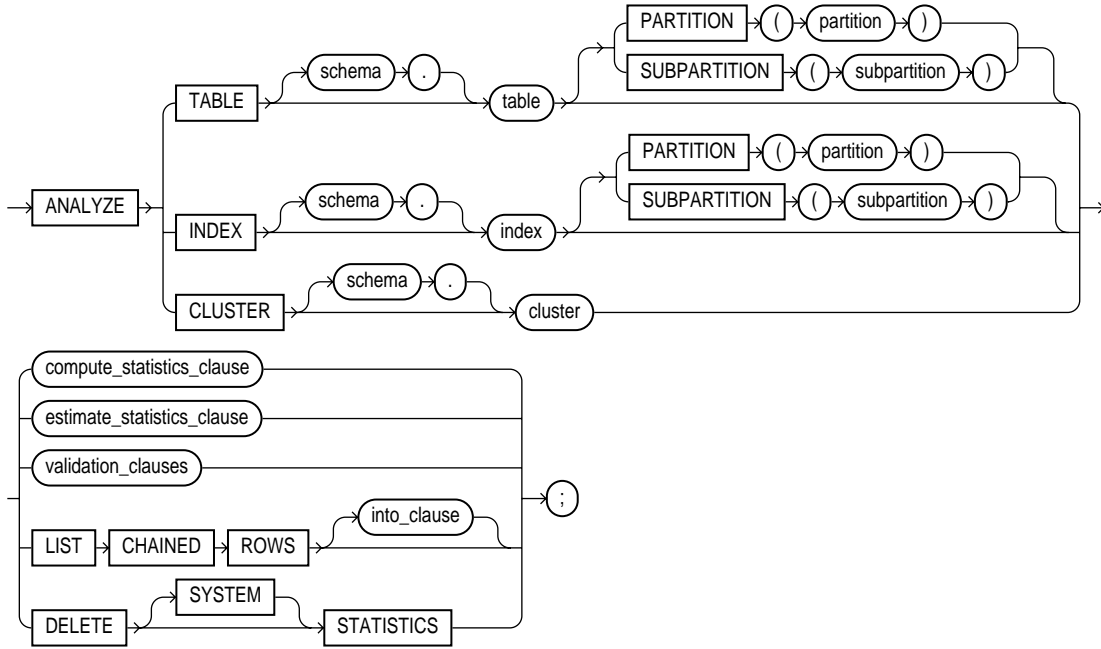 PARTITION ( partition )
schema . SUBPARTITION ( subpartition )
TABLE table
PARTITION ( partition )
ANALYZE schema . SUBPARTITION ( subpartition )
INDEX index
schema .
CLUSTER cluster
compute_statistics_clause
estimate_statistics_clause
validation_clauses
;
into_clause
LIST CHAINED ROWS
SYSTEM
DELETE STATISTICS